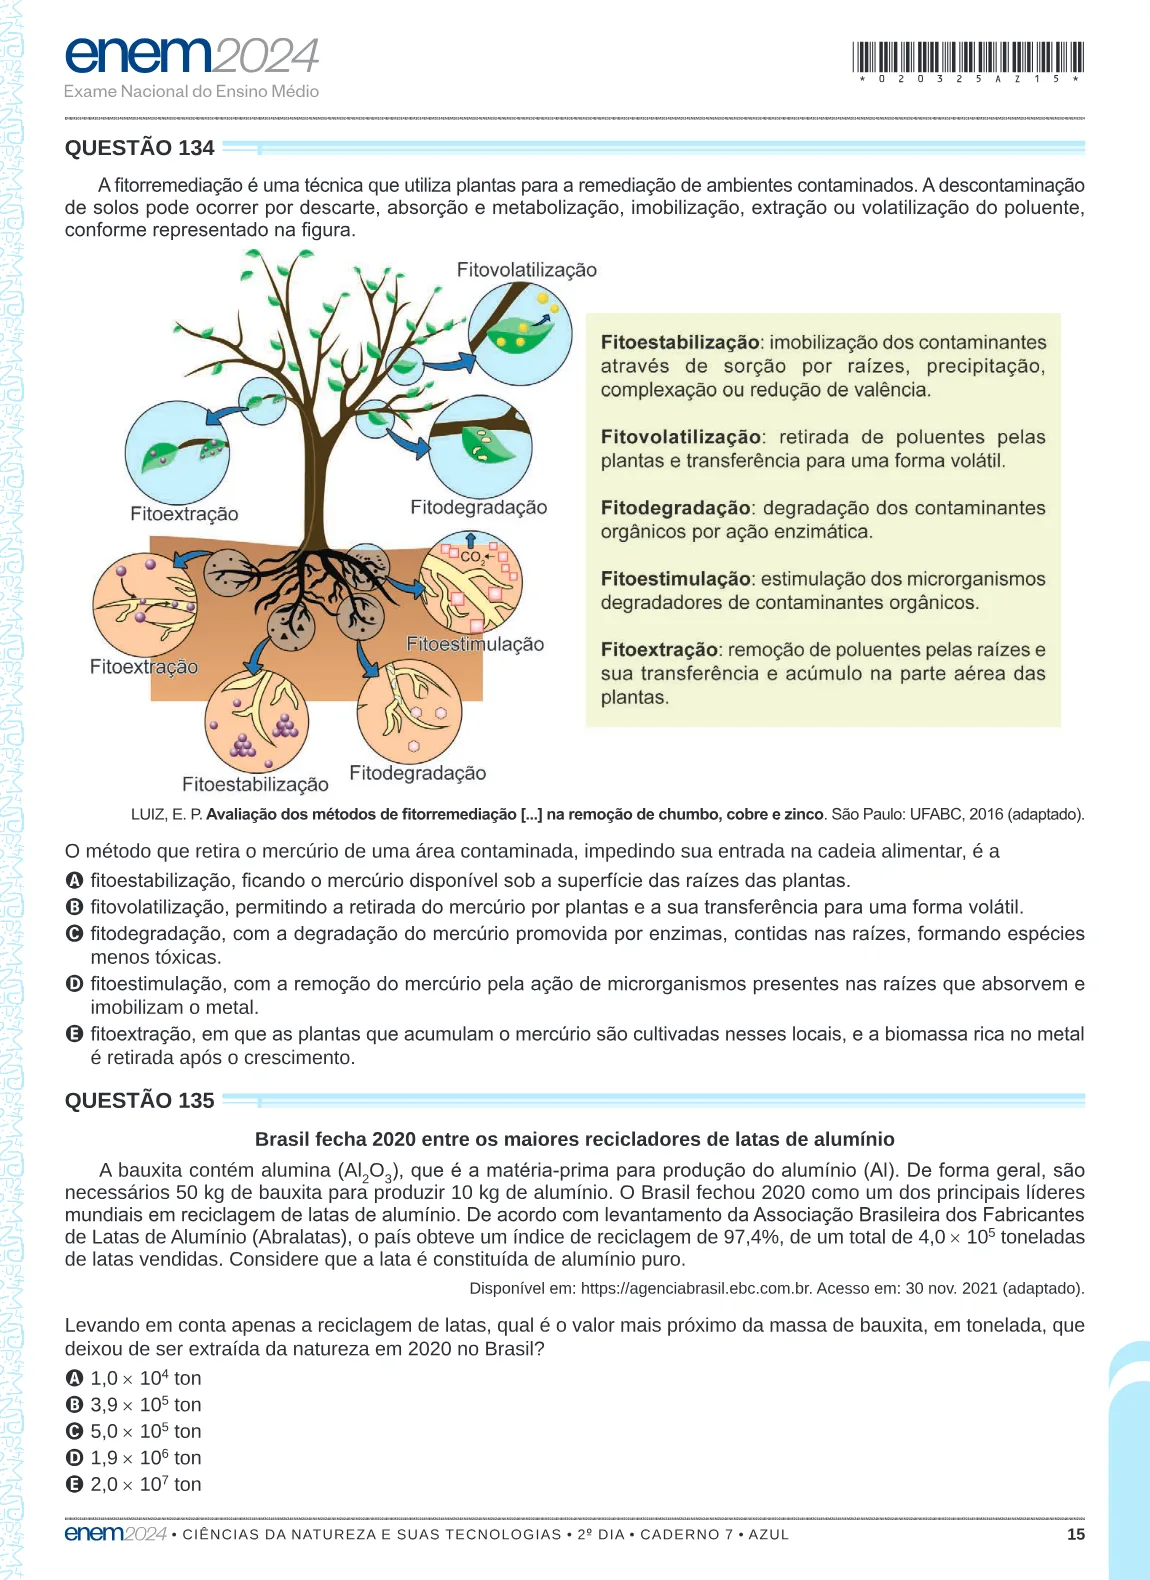 enem2024
Exame Nacional do Ensino Médio
*020325AZ15*
QUESTÃO 134
A fitorremediação é uma técnica que utiliza plantas para a remediação de ambientes contaminados. A descontaminação
de solos pode ocorrer por descarte, absorção e metabolização, imobilização, extração ou volatilização do poluente,
conforme representado na figura.
Fitovolatilização
Fitoextração
Fitodegradação
CO2
Fitoextração
Fitoestimulação
Fitoestabilização
Fitodegradação
Fitoestabilização: imobilização dos contaminantes
através de sorção por raízes, precipitação,
complexação ou redução de valência.
Fitovolatilização: retirada de poluentes pelas
plantas e transferência para uma forma volátil.
Fitodegradação: degradação dos contaminantes
orgânicos por ação enzimática.
Fitoestimulação: estimulação dos microrganismos
degradadores de contaminantes orgânicos.
Fitoextração: remoção de poluentes pelas raízes e
sua transferência e acúmulo na parte aérea das
plantas.
LUIZ, E. P. Avaliação dos métodos de fitorremediação [...] na remoção de chumbo, cobre e zinco. São Paulo: UFABC, 2016 (adaptado).
O método que retira o mercúrio de uma área contaminada, impedindo sua entrada na cadeia alimentar, é a
A fitoestabilização, ficando o mercúrio disponível sob a superfície das raízes das plantas.
B fitovolatilização, permitindo a retirada do mercúrio por plantas e a sua transferência para uma forma volátil.
C fitodegradação, com a degradação do mercúrio promovida por enzimas, contidas nas raízes, formando espécies
menos tóxicas.
D fitoestimulação, com a remoção do mercúrio pela ação de microrganismos presentes nas raízes que absorvem e
imobilizam o metal.
E fitoextração, em que as plantas que acumulam o mercúrio são cultivadas nesses locais, e a biomassa rica no metal
é retirada após o crescimento.
QUESTÃO 135
Brasil fecha 2020 entre os maiores recicladores de latas de alumínio
A bauxita contém alumina (Al2O3), que é a matéria-prima para produção do alumínio (Al). De forma geral, são
necessários 50 kg de bauxita para produzir 10 kg de alumínio. O Brasil fechou 2020 como um dos principais líderes
mundiais em reciclagem de latas de alumínio. De acordo com levantamento da Associação Brasileira dos Fabricantes
de Latas de Alumínio (Abralatas), o país obteve um índice de reciclagem de 97,4%, de um total de 4,0 × 10⁵ toneladas
de latas vendidas. Considere que a lata é constituída de alumínio puro.
Disponível em: https://agenciabrasil.ebc.com.br. Acesso em: 30 nov. 2021 (adaptado).
Levando em conta apenas a reciclagem de latas, qual é o valor mais próximo da massa de bauxita, em tonelada, que
deixou de ser extraída da natureza em 2020 no Brasil?
A 1,0 × 10⁴ ton
B 3,9 × 10⁵ ton
C 5,0 × 10⁵ ton
D 1,9 × 10⁶ ton
E 2,0 × 10⁷ ton
enem2024 • CIÊNCIAS DA NATUREZA E SUAS TECNOLOGIAS • 2º DIA • CADERNO 7 • AZUL 15